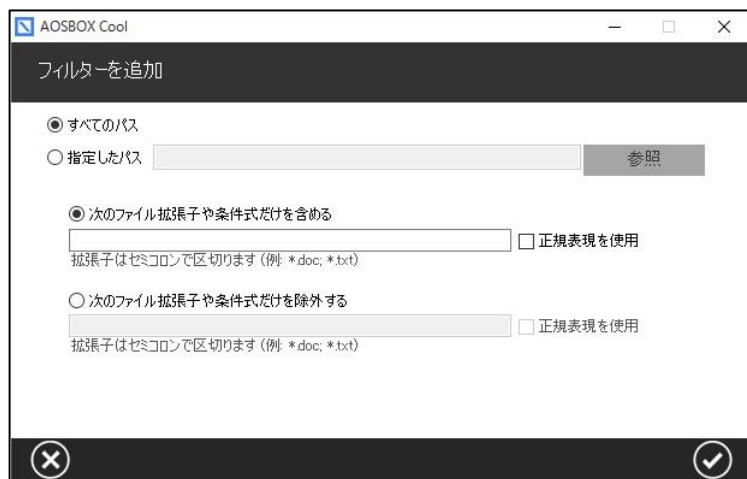 AOSBOX Cool
フィルターを追加
すべてのパス
指定したパス 参照
次のファイル拡張子や条件式だけを含める
正規表現を使用
拡張子はセミコロンで区切ります (例: *.doc; *.txt)
次のファイル拡張子や条件式だけを除外する
正規表現を使用
拡張子はセミコロンで区切ります (例: *.doc; *.txt)